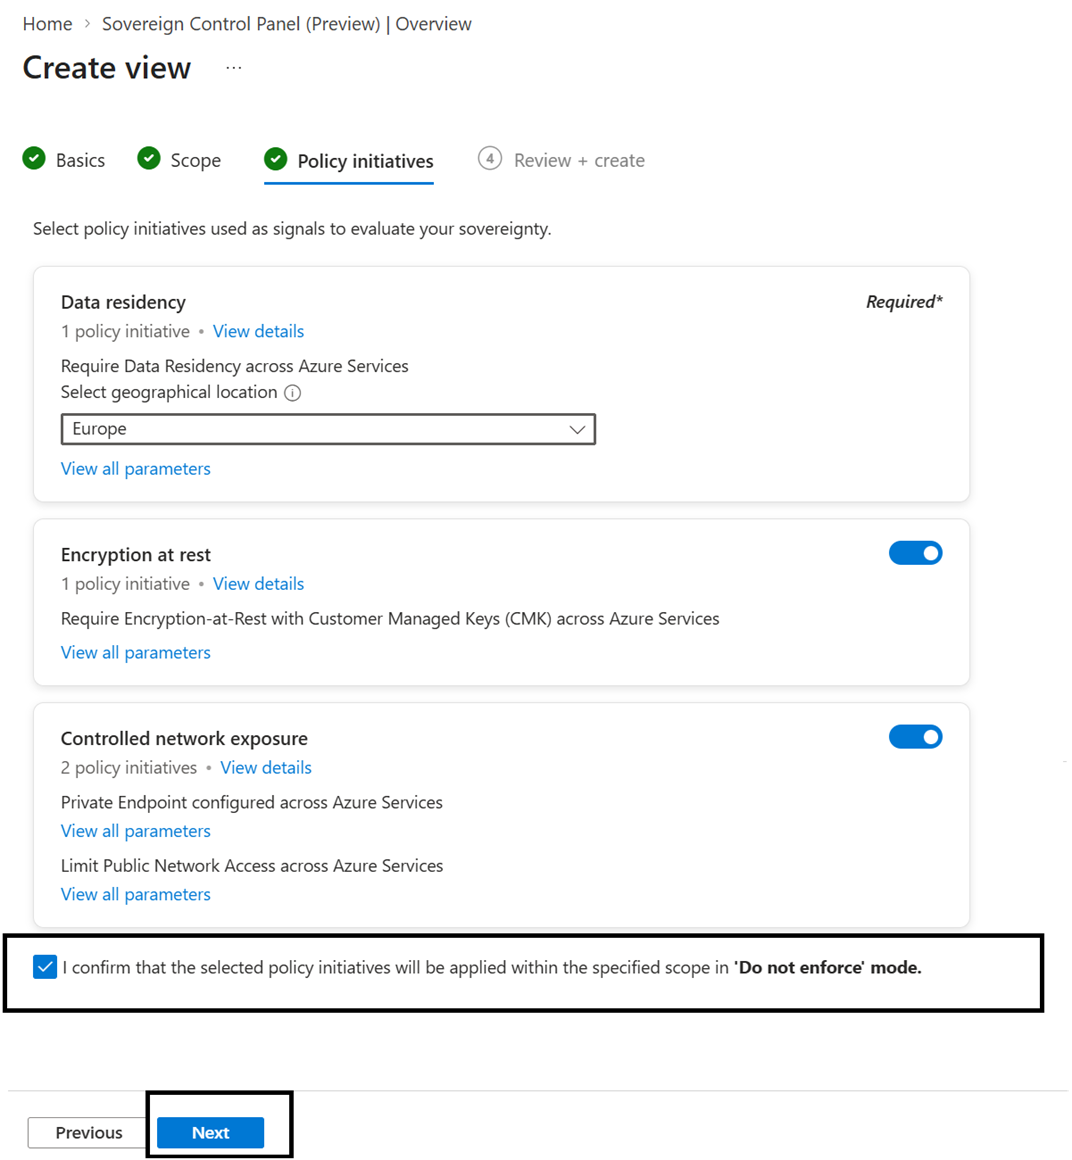 Home > Sovereign Control Panel (Preview) | Overview
Create view ...
Basics Scope Policy initiatives 4 Review + create
Select policy initiatives used as signals to evaluate your sovereignty.
Data residency Required*
1 policy initiative • View details
Require Data Residency across Azure Services
Select geographical location
Europe
View all parameters
Encryption at rest
1 policy initiative • View details
Require Encryption-at-Rest with Customer Managed Keys (CMK) across Azure Services
View all parameters
Controlled network exposure
2 policy initiatives • View details
Private Endpoint configured across Azure Services
View all parameters
Limit Public Network Access across Azure Services
View all parameters
I confirm that the selected policy initiatives will be applied within the specified scope in 'Do not enforce' mode.
Previous Next